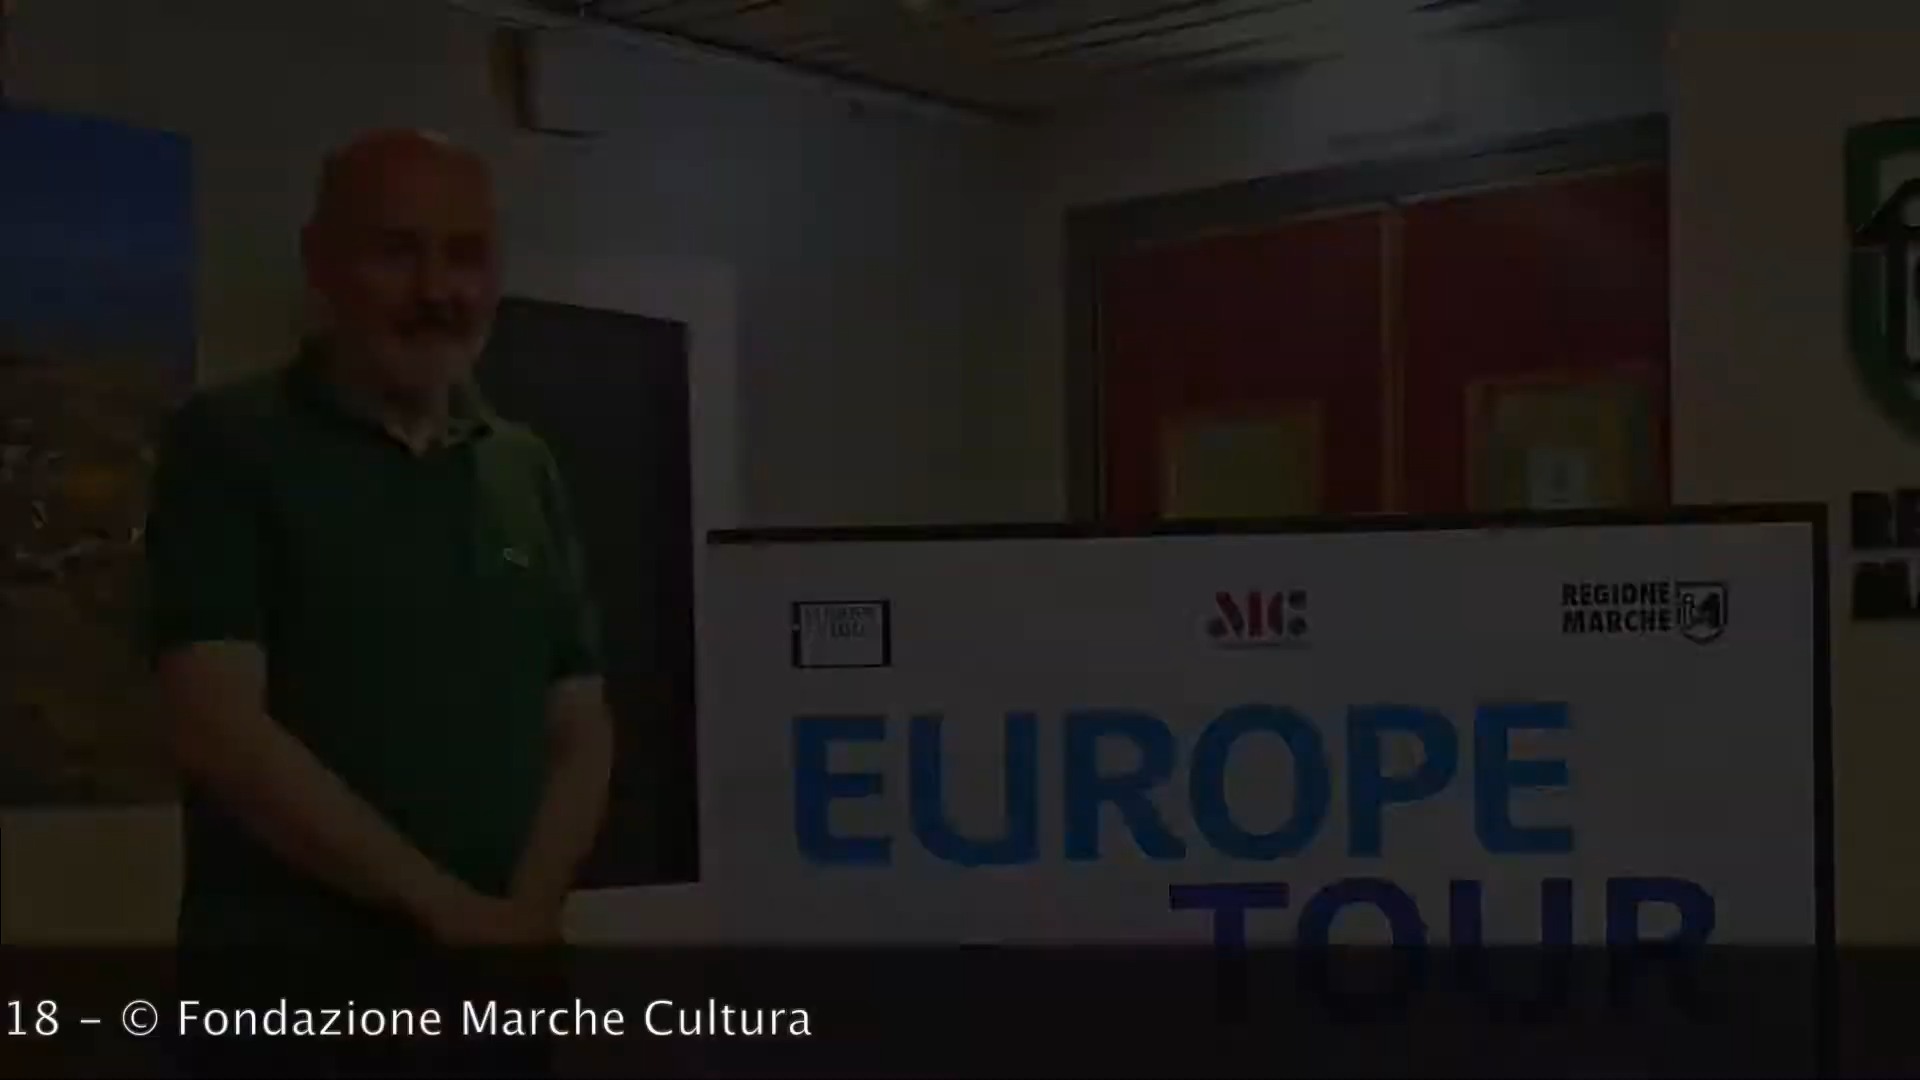 REGIONE
MARCHE
EUROPE
TOUR
18 – © Fondazione Marche Cultura